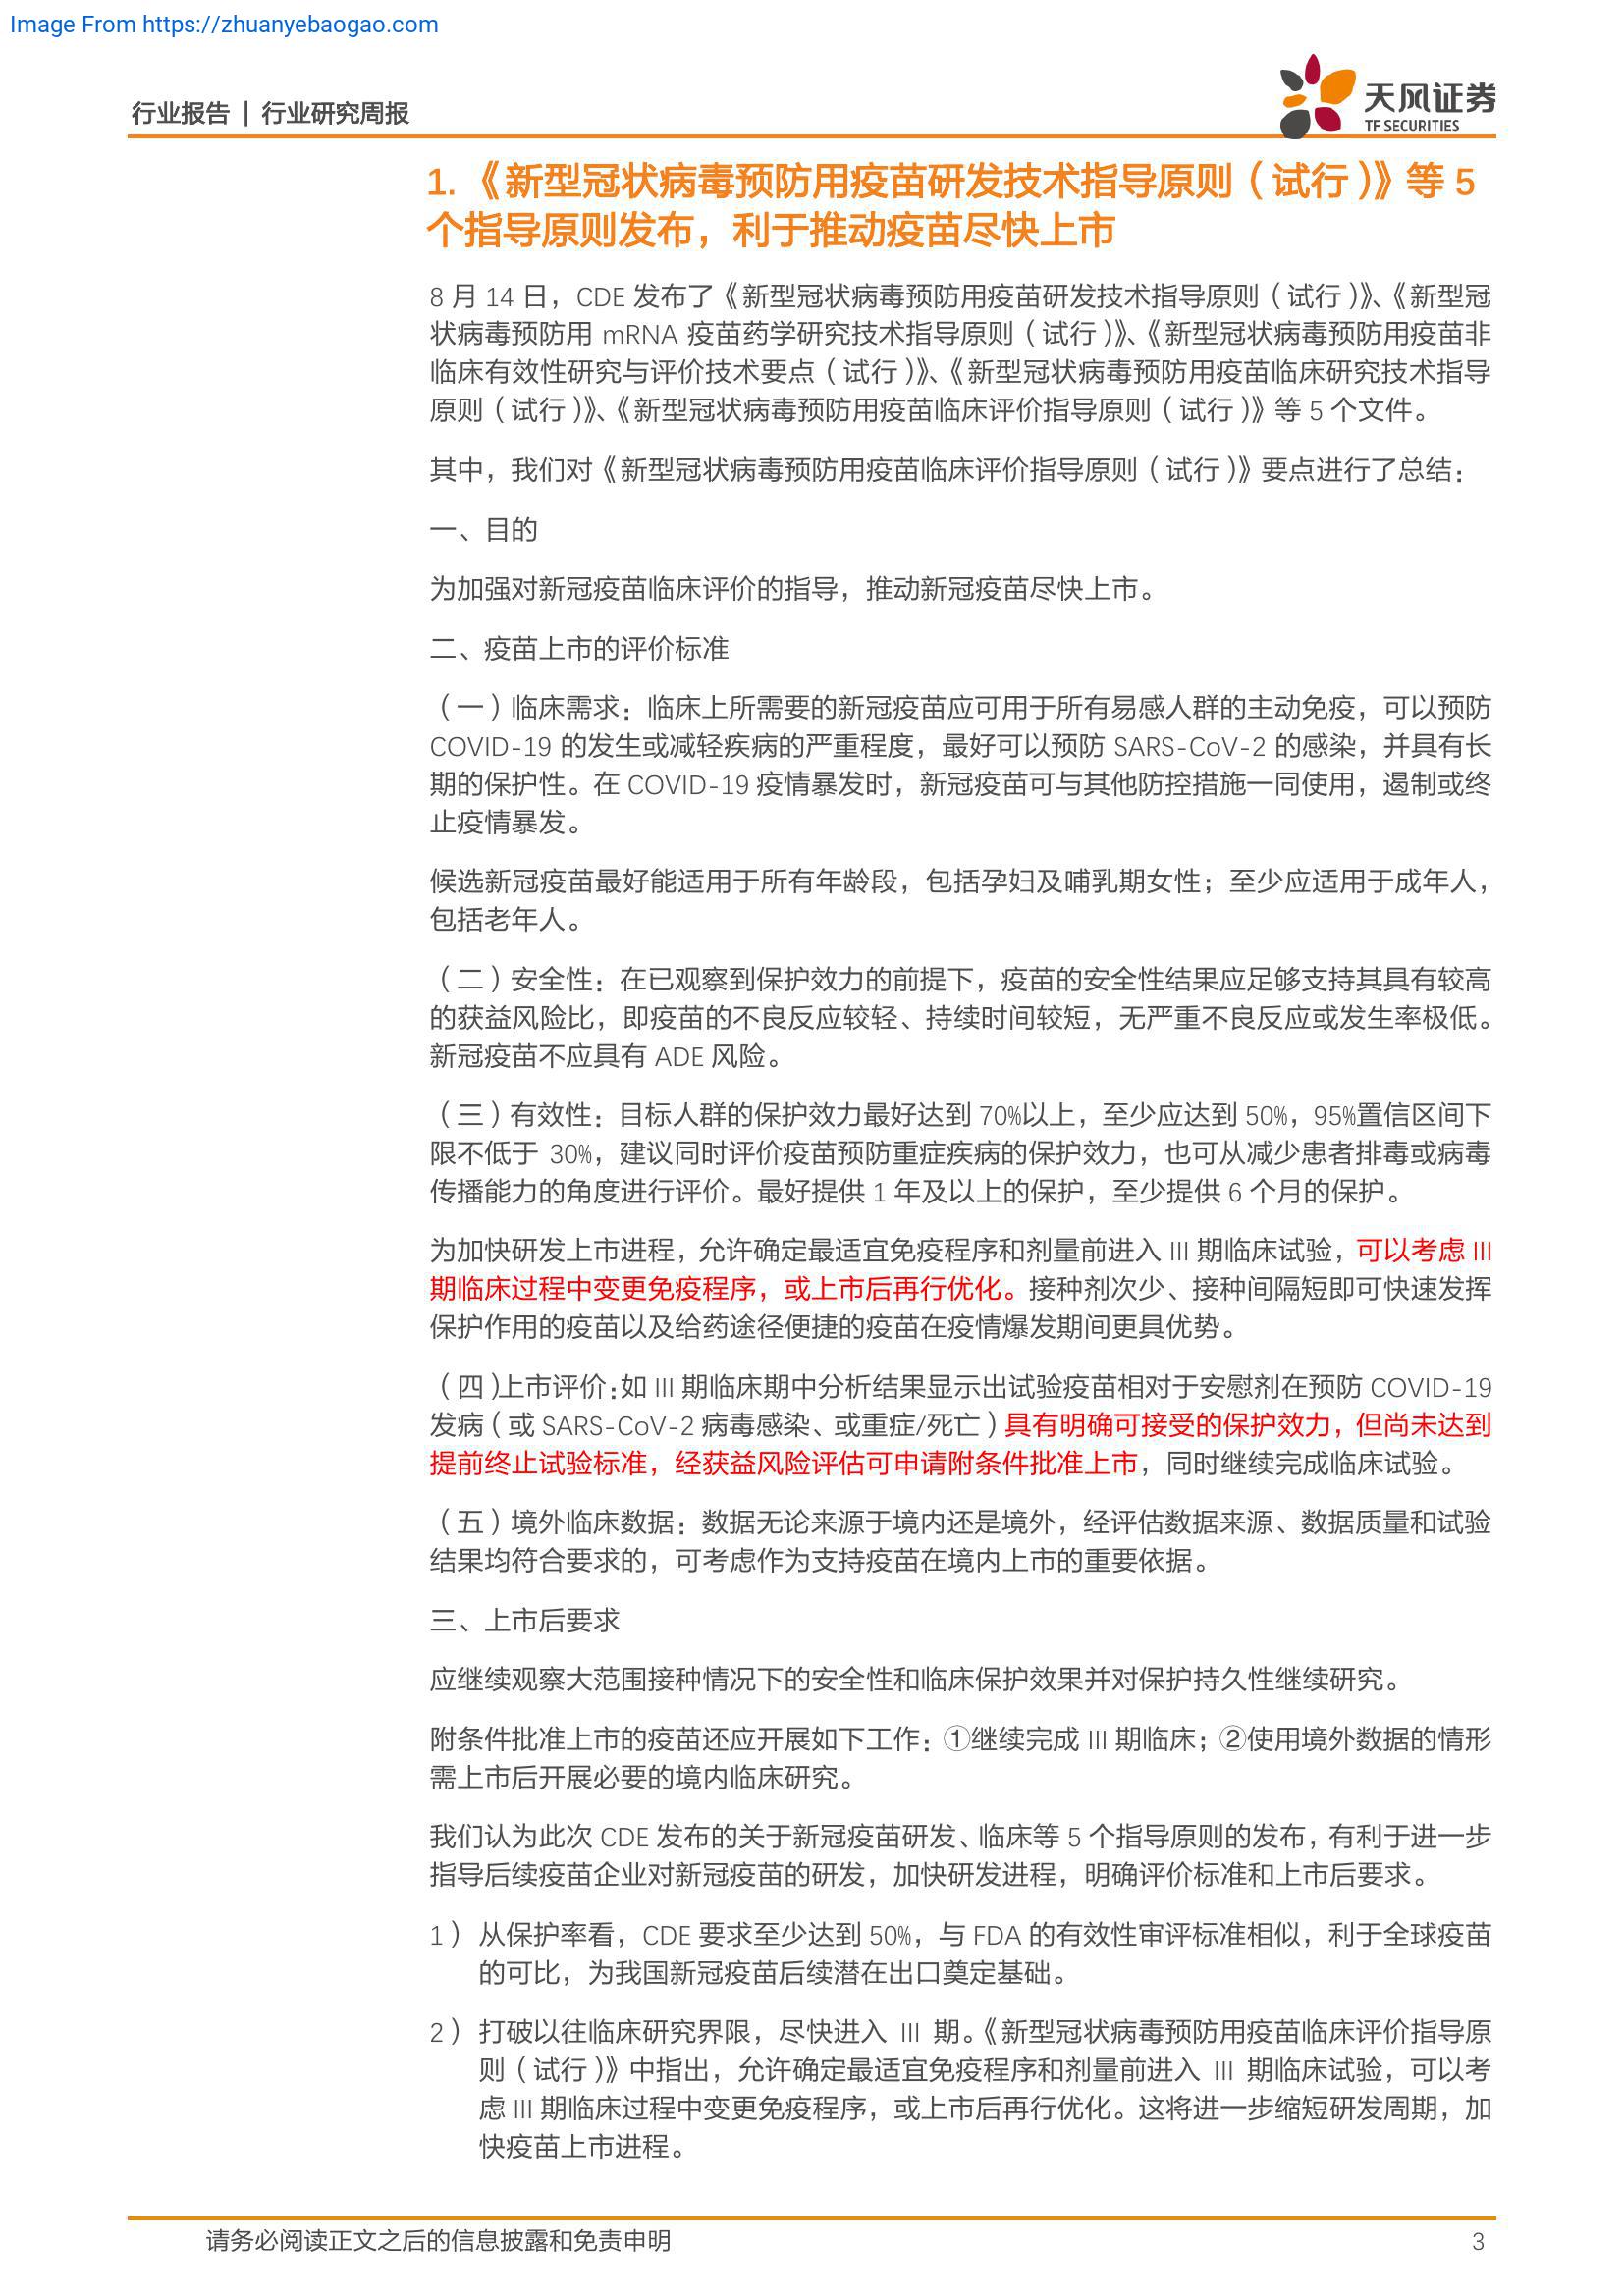 Image From https://zhuanyebaogao.com
行业报告 | 行业研究周报
天风证券
TF SECURITIES
1. 《新型冠状病毒预防用疫苗研发技术指导原则（试行）》等 5
个指导原则发布，利于推动疫苗尽快上市
8 月 14 日，CDE 发布了《新型冠状病毒预防用疫苗研发技术指导原则（试行）》、《新型冠
状病毒预防用 mRNA 疫苗药学研究技术指导原则（试行）》、《新型冠状病毒预防用疫苗非
临床有效性研究与评价技术要点（试行）》、《新型冠状病毒预防用疫苗临床研究技术指导
原则（试行）》、《新型冠状病毒预防用疫苗临床评价指导原则（试行）》等 5 个文件。
其中，我们对《新型冠状病毒预防用疫苗临床评价指导原则（试行）》要点进行了总结：
一、目的
为加强对新冠疫苗临床评价的指导，推动新冠疫苗尽快上市。
二、疫苗上市的评价标准
（一）临床需求：临床上所需要的新冠疫苗应可用于所有易感人群的主动免疫，可以预防
COVID-19 的发生或减轻疾病的严重程度，最好可以预防 SARS-CoV-2 的感染，并具有长
期的保护性。在 COVID-19 疫情暴发时，新冠疫苗可与其他防控措施一同使用，遏制或终
止疫情暴发。
候选新冠疫苗最好能适用于所有年龄段，包括孕妇及哺乳期女性；至少应适用于成年人，
包括老年人。
（二）安全性：在已观察到保护效力的前提下，疫苗的安全性结果应足够支持其具有较高
的获益风险比，即疫苗的不良反应较轻、持续时间较短，无严重不良反应或发生率极低。
新冠疫苗不应具有 ADE 风险。
（三）有效性：目标人群的保护效力最好达到 70%以上，至少应达到 50%，95%置信区间下
限不低于 30%，建议同时评价疫苗预防重症疾病的保护效力，也可从减少患者排毒或病毒
传播能力的角度进行评价。最好提供 1 年及以上的保护，至少提供 6 个月的保护。
为加快研发上市进程，允许确定最适宜免疫程序和剂量前进入 III 期临床试验，可以考虑 III
期临床过程中变更免疫程序，或上市后再行优化。接种剂次少、接种间隔短即可快速发挥
保护作用的疫苗以及给药途径便捷的疫苗在疫情爆发期间更具优势。
（四）上市评价：如 III 期临床期中分析结果显示出试验疫苗相对于安慰剂在预防 COVID-19
发病（或 SARS-CoV-2 病毒感染、或重症/死亡）具有明确可接受的保护效力，但尚未达到
提前终止试验标准，经获益风险评估可申请附条件批准上市，同时继续完成临床试验。
（五）境外临床数据：数据无论来源于境内还是境外，经评估数据来源、数据质量和试验
结果均符合要求的，可考虑作为支持疫苗在境内上市的重要依据。
三、上市后要求
应继续观察大范围接种情况下的安全性和临床保护效果并对保护持久性继续研究。
附条件批准上市的疫苗还应开展如下工作：①继续完成 III 期临床；②使用境外数据的情形
需上市后开展必要的境内临床研究。
我们认为此次 CDE 发布的关于新冠疫苗研发、临床等 5 个指导原则的发布，有利于进一步
指导后续疫苗企业对新冠疫苗的研发，加快研发进程，明确评价标准和上市后要求。
1） 从保护率看，CDE 要求至少达到 50%，与 FDA 的有效性审评标准相似，利于全球疫苗
的可比，为我国新冠疫苗后续潜在出口奠定基础。
2） 打破以往临床研究界限，尽快进入 III 期。《新型冠状病毒预防用疫苗临床评价指导原
则（试行）》中指出，允许确定最适宜免疫程序和剂量前进入 III 期临床试验，可以考
虑 III 期临床过程中变更免疫程序，或上市后再行优化。这将进一步缩短研发周期，加
快疫苗上市进程。
请务必阅读正文之后的信息披露和免责申明
3